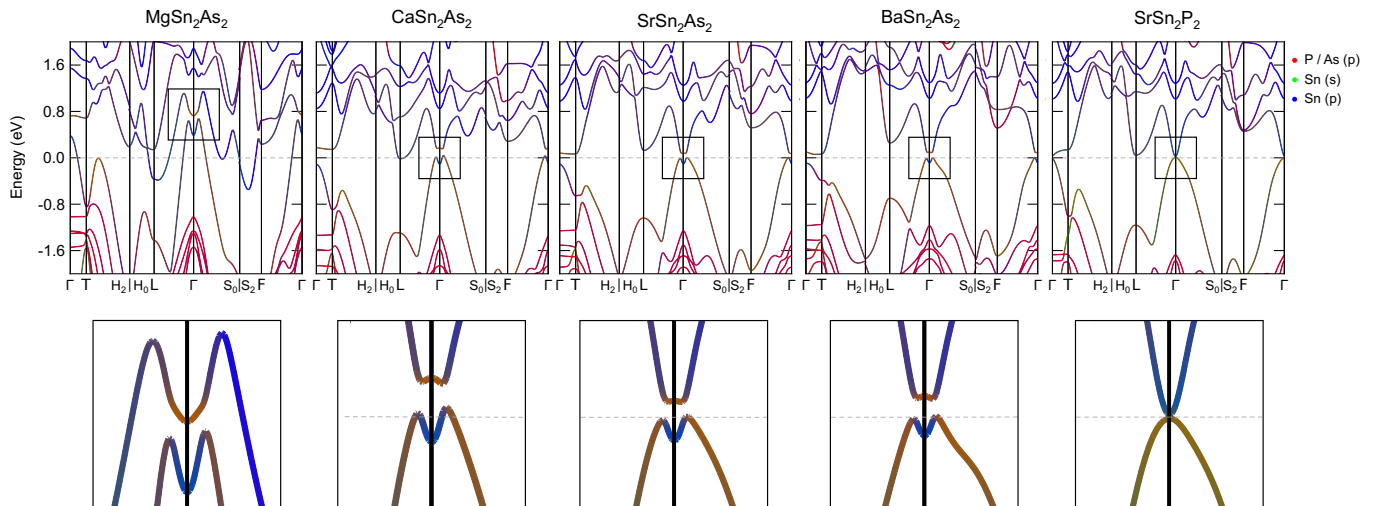 MgSn₂As₂
CaSn₂As₂
SrSn₂As₂
BaSn₂As₂
SrSn₂P₂
Energy (eV)
1.6
0.8
0.0
-0.8
-1.6
P / As (p)
Sn (s)
Sn (p)
Γ T H₂|H₀ L Γ S₀|S₂ F Γ
Γ T H₂|H₀ L Γ S₀|S₂ F Γ
Γ T H₂|H₀ L Γ S₀|S₂ F Γ
Γ T H₂|H₀ L Γ S₀|S₂ F Γ
Γ T H₂|H₀ L Γ S₀|S₂ F Γ